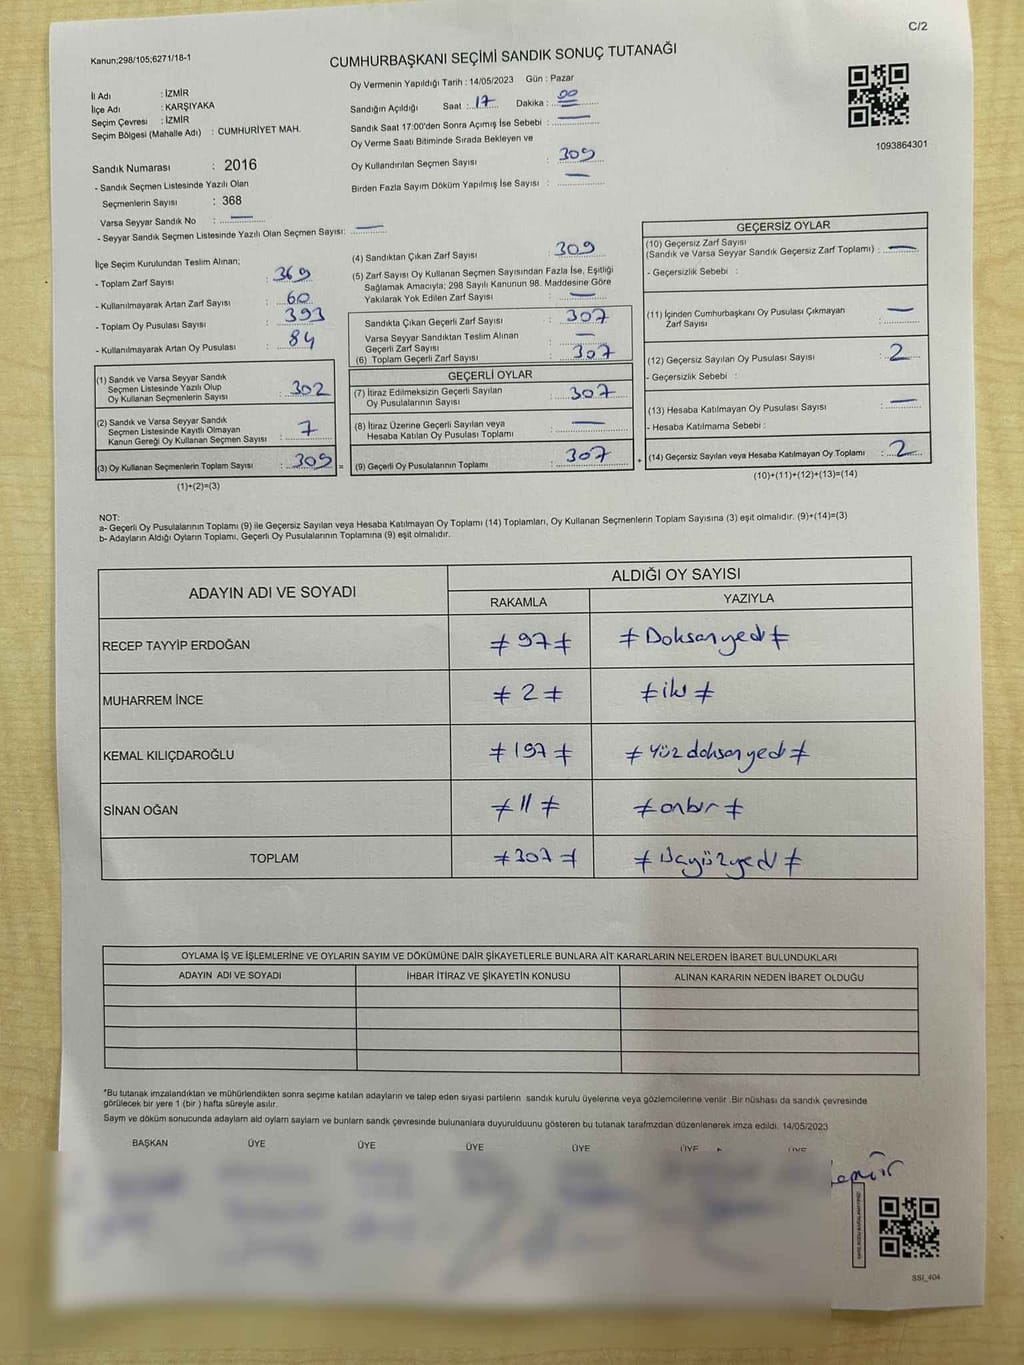 C/2
Kanun;298/105;6271/18-1
CUMHURBAŞKANI SEÇİMİ SANDIK SONUÇ TUTANAĞI
Oy Vermenin Yapıldığı Tarih : 14/05/2023 Gün : Pazar
İl Adı : İZMİR
İlçe Adı : KARŞIYAKA
Seçim Çevresi : İZMİR
Seçim Bölgesi (Mahalle Adı) : CUMHURİYET MAH.
Sandığın Açıldığı Saat : 17 Dakika : 00
Sandık Saat 17:00'den Sonra Açımış İse Sebebi : —
Oy Verme Saati Bitiminde Sırada Bekleyen ve
Oy Kullandırılan Seçmen Sayısı : 309
Birden Fazla Sayım Döküm Yapılmış İse Sayısı : —
1093864301
Sandık Numarası : 2016
- Sandık Seçmen Listesinde Yazılı Olan
Seçmenlerin Sayısı : 368
Varsa Seyyar Sandık No : —
- Seyyar Sandık Seçmen Listesinde Yazılı Olan Seçmen Sayısı: —
İlçe Seçim Kurulundan Teslim Alınan;
- Toplam Zarf Sayısı : 369
- Kullanılmayarak Artan Zarf Sayısı : 60
- Toplam Oy Pusulası Sayısı : 393
- Kullanılmayarak Artan Oy Pusulası : 84
(1) Sandık ve Varsa Seyyar Sandık
Seçmen Listesinde Yazılı Olup
Oy Kullanan Seçmenlerin Sayısı : 302
(2) Sandık ve Varsa Seyyar Sandık
Seçmen Listesinde Kayıtlı Olmayan
Kanun Gereği Oy Kullanan Seçmen Sayısı : 7
(3) Oy Kullanan Seçmenlerin Toplam Sayısı : 309 =
(1)+(2)=(3)
(4) Sandıktan Çıkan Zarf Sayısı : 309
(5) Zarf Sayısı Oy Kullanan Seçmen Sayısından Fazla İse, Eşitliği
Sağlamak Amacıyla; 298 Sayılı Kanunun 98. Maddesine Göre
Yakılarak Yok Edilen Zarf Sayısı : —
Sandıkta Çıkan Geçerli Zarf Sayısı : 307
Varsa Seyyar Sandıktan Teslim Alınan
Geçerli Zarf Sayısı : —
(6) Toplam Geçerli Zarf Sayısı : 307
GEÇERLİ OYLAR
(7) İtiraz Edilmeksizin Geçerli Sayılan
Oy Pusulalarının Sayısı : 307
(8) İtiraz Üzerine Geçerli Sayılan veya
Hesaba Katılan Oy Pusulası Toplamı : —
(9) Geçerli Oy Pusulalarının Toplamı : 307 +
GEÇERSİZ OYLAR
(10) Geçersiz Zarf Sayısı
(Sandık ve Varsa Seyyar Sandık Geçersiz Zarf Toplamı) : —
- Geçersizlik Sebebi :
(11) İçinden Cumhurbaşkanı Oy Pusulası Çıkmayan
Zarf Sayısı : —
(12) Geçersiz Sayılan Oy Pusulası Sayısı : 2
- Geçersizlik Sebebi :
(13) Hesaba Katılmayan Oy Pusulası Sayısı : —
- Hesaba Katılmama Sebebi :
(14) Geçersiz Sayılan veya Hesaba Katılmayan Oy Toplamı : 2
(10)+(11)+(12)+(13)=(14)
NOT:
a- Geçerli Oy Pusulalarının Toplamı (9) ile Geçersiz Sayılan veya Hesaba Katılmayan Oy Toplamı (14) Toplamları, Oy Kullanan Seçmenlerin Toplam Sayısına (3) eşit olmalıdır. (9)+(14)=(3)
b- Adayların Aldığı Oyların Toplamı, Geçerli Oy Pusulalarının Toplamına (9) eşit olmalıdır.
ADAYIN ADI VE SOYADI ALDIĞI OY SAYISI
RAKAMLA YAZIYLA
RECEP TAYYİP ERDOĞAN ≠ 97 ≠ ≠ Doksanyedi ≠
MUHARREM İNCE ≠ 2 ≠ ≠ iki ≠
KEMAL KILIÇDAROĞLU ≠ 197 ≠ ≠ Yüz doksanyedi ≠
SİNAN OĞAN ≠ 11 ≠ ≠ onbir ≠
TOPLAM ≠ 307 ≠ ≠ Üçyüzyedi ≠
OYLAMA İŞ VE İŞLEMLERİNE VE OYLARIN SAYIM VE DÖKÜMÜNE DAİR ŞİKAYETLERLE BUNLARA AİT KARARLARIN NELERDEN İBARET BULUNDUKLARI
ADAYIN ADI VE SOYADI İHBAR İTİRAZ VE ŞİKAYETİN KONUSU ALINAN KARARIN NEDEN İBARET OLDUĞU
*Bu tutanak imzalandıktan ve mühürlendikten sonra seçime katılan adayların ve talep eden siyasi partilerin sandık kurulu üyelerine veya gözlemcilerine verilir .Bir nüshası da sandık çevresinde
görülecek bir yere 1 (bir ) hafta süreyle asılır.
Sayım ve döküm sonucunda adayların aldı oyların sayıları ve bunların sandık çevresinde bulunanlara duyurulduunu gösteren bu tutanak tarafımızdan düzenlenerek imza edildi. 14/05/2023
BAŞKAN ÜYE ÜYE ÜYE ÜYE ÜYE ÜYE
SSI_404